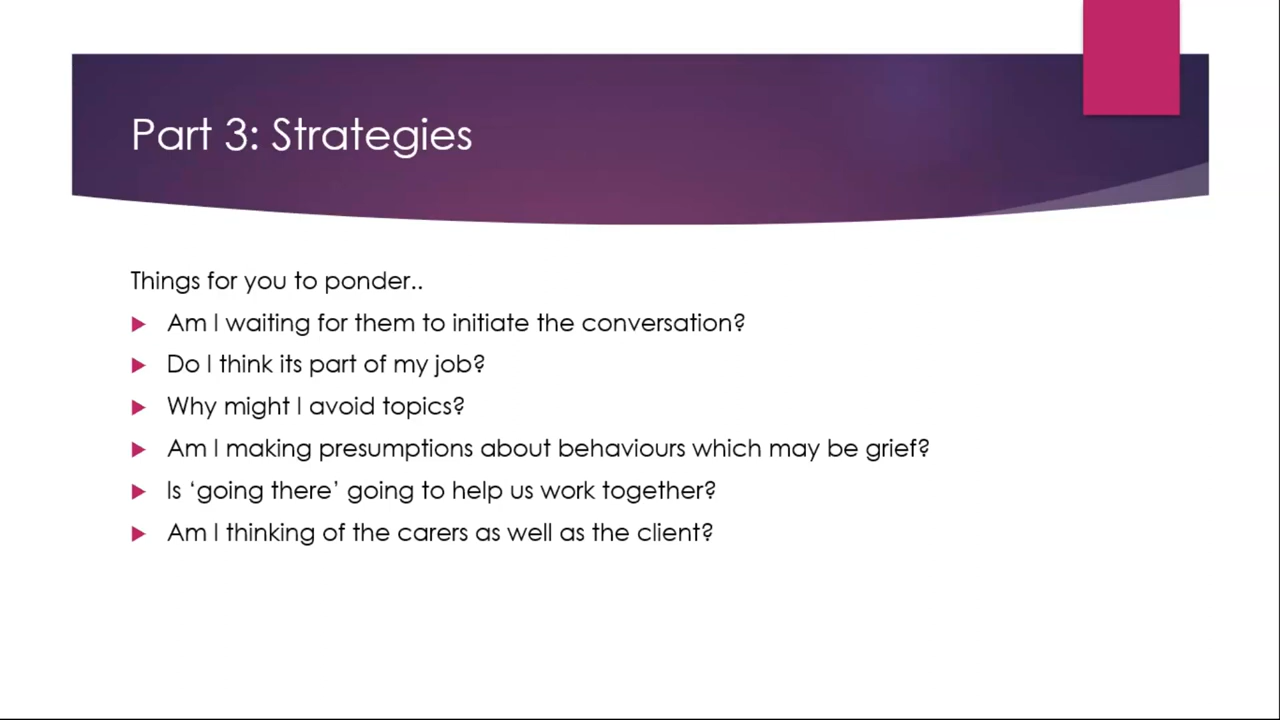 Part 3: Strategies
Things for you to ponder..
Am I waiting for them to initiate the conversation?
Do I think its part of my job?
Why might I avoid topics?
Am I making presumptions about behaviours which may be grief?
Is ‘going there’ going to help us work together?
Am I thinking of the carers as well as the client?